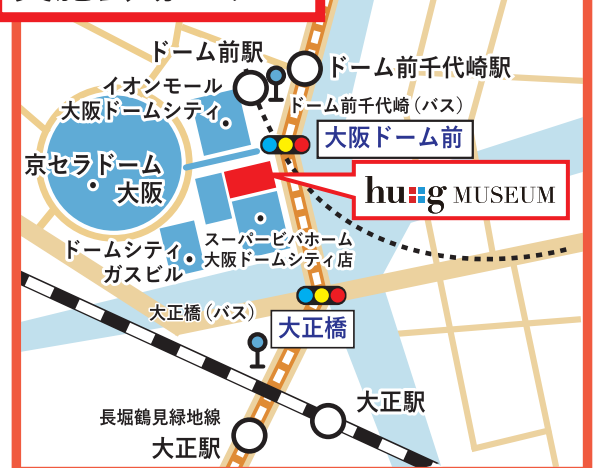 ドーム前駅
イオンモール
大阪ドームシティ
ドーム前千代崎駅
ドーム前千代崎（バス）
大阪ドーム前
京セラドーム
大阪
hu::g MUSEUM
ドームシティ
ガスビル
スーパービバホーム
大阪ドームシティ店
大正橋（バス）
大正橋
大正駅
長堀鶴見緑地線
大正駅